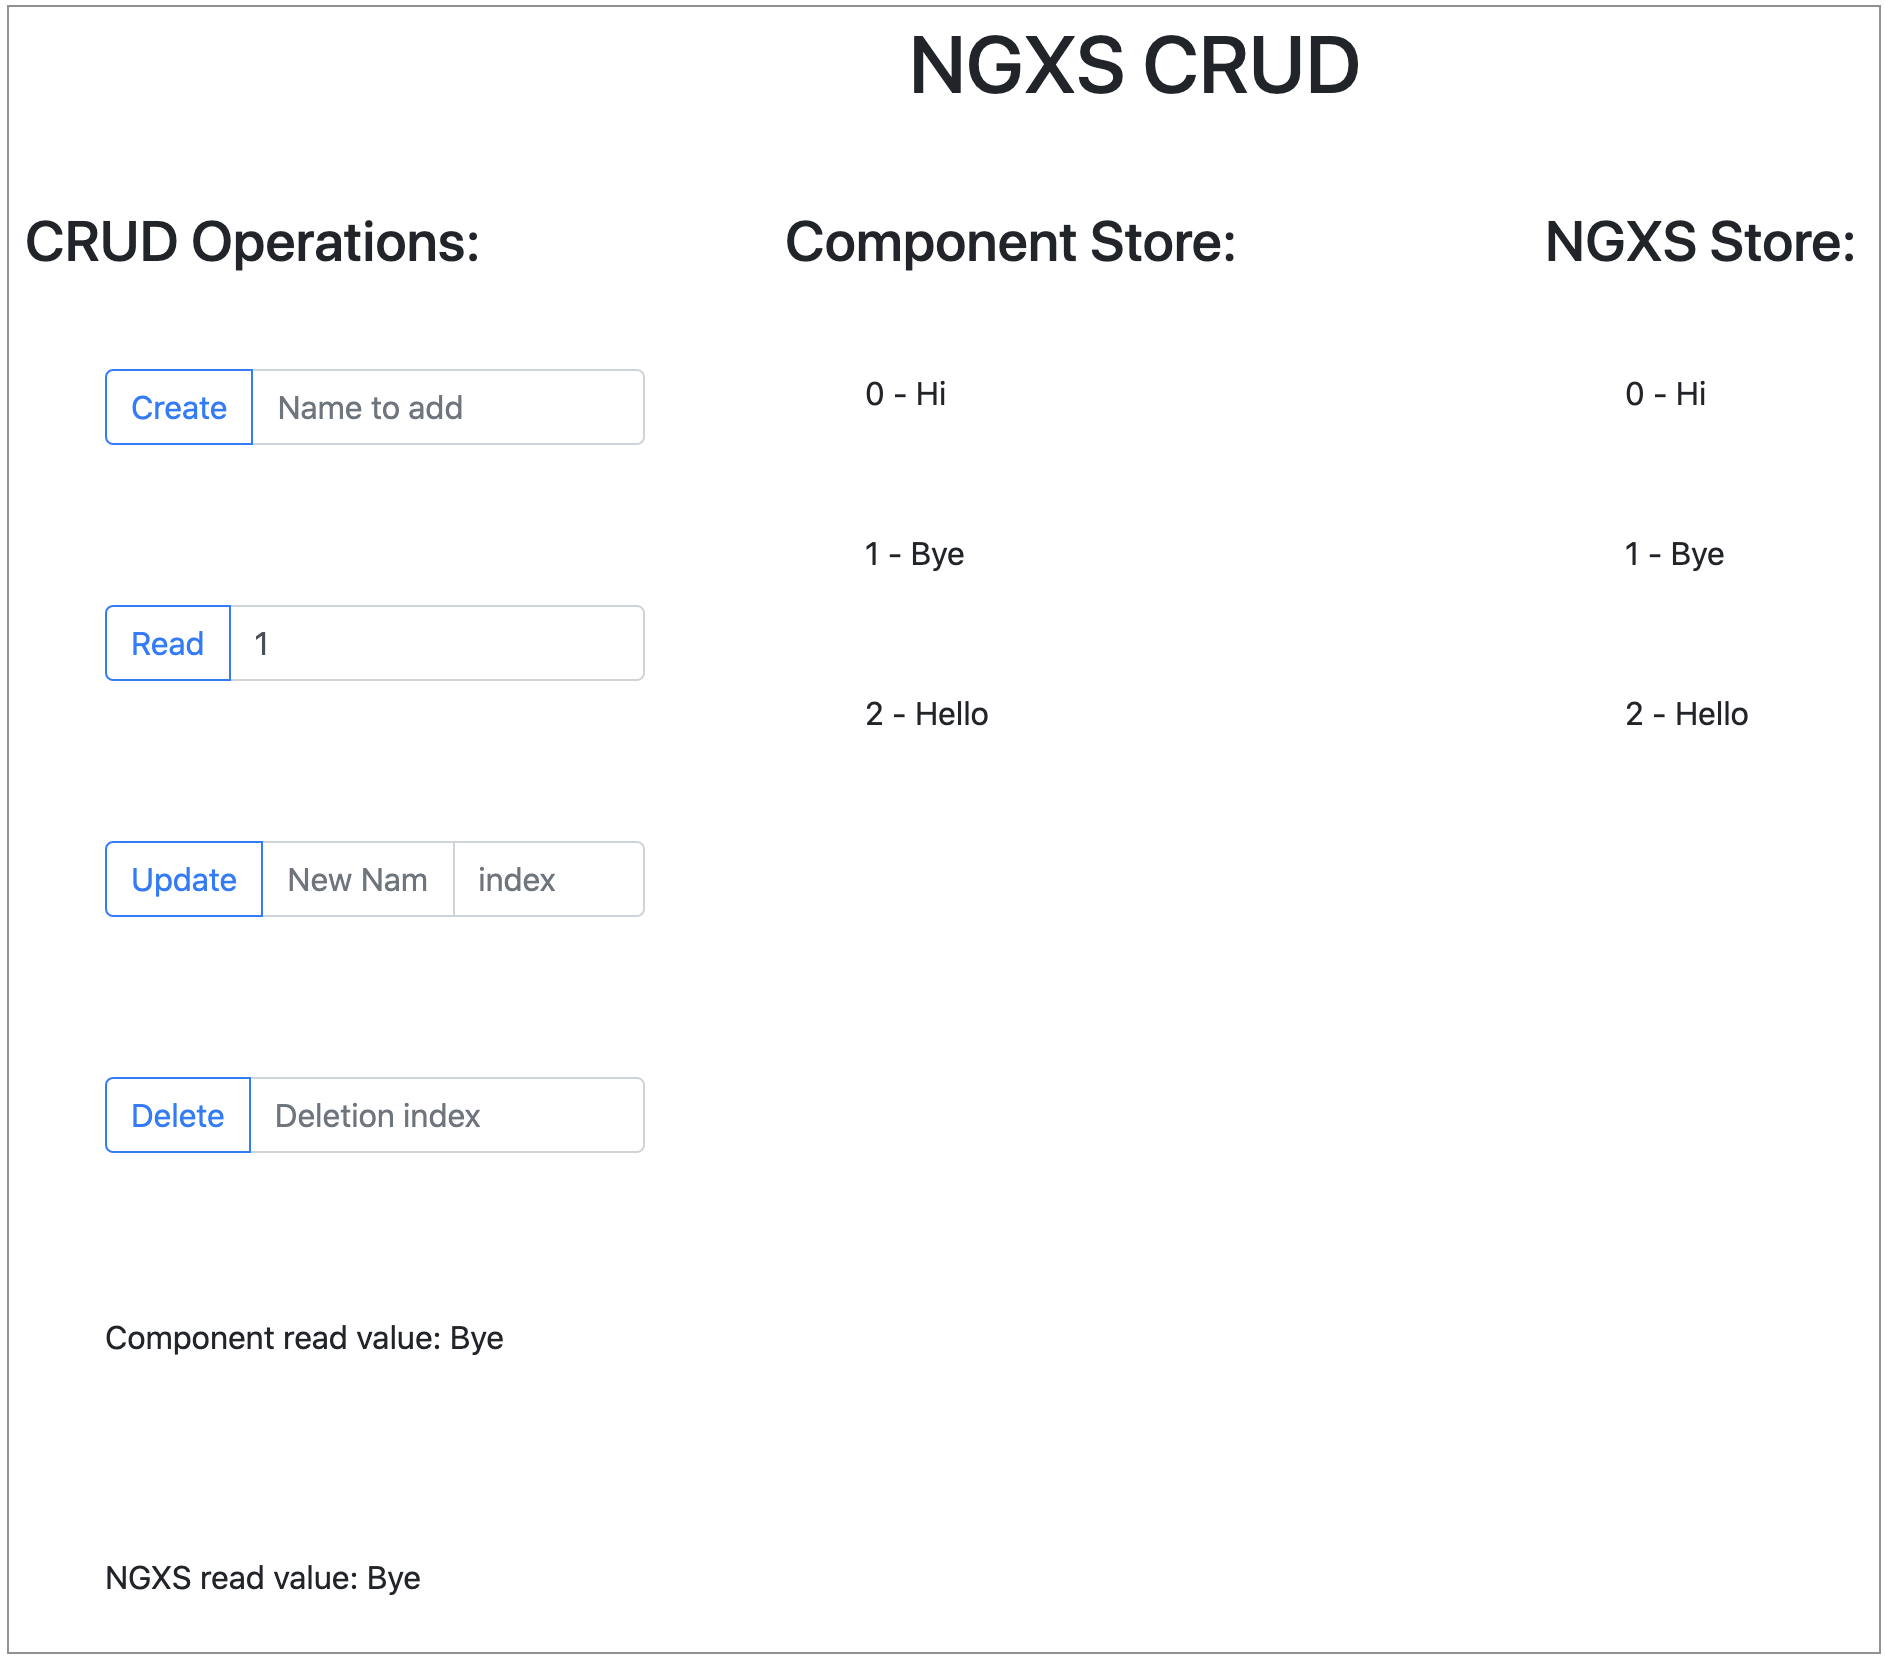 NGXS CRUD
CRUD Operations:
Component Store:
NGXS Store:
Create Name to add
0 - Hi
0 - Hi
1 - Bye
1 - Bye
Read 1
2 - Hello
2 - Hello
Update New Nam index
Delete Deletion index
Component read value: Bye
NGXS read value: Bye